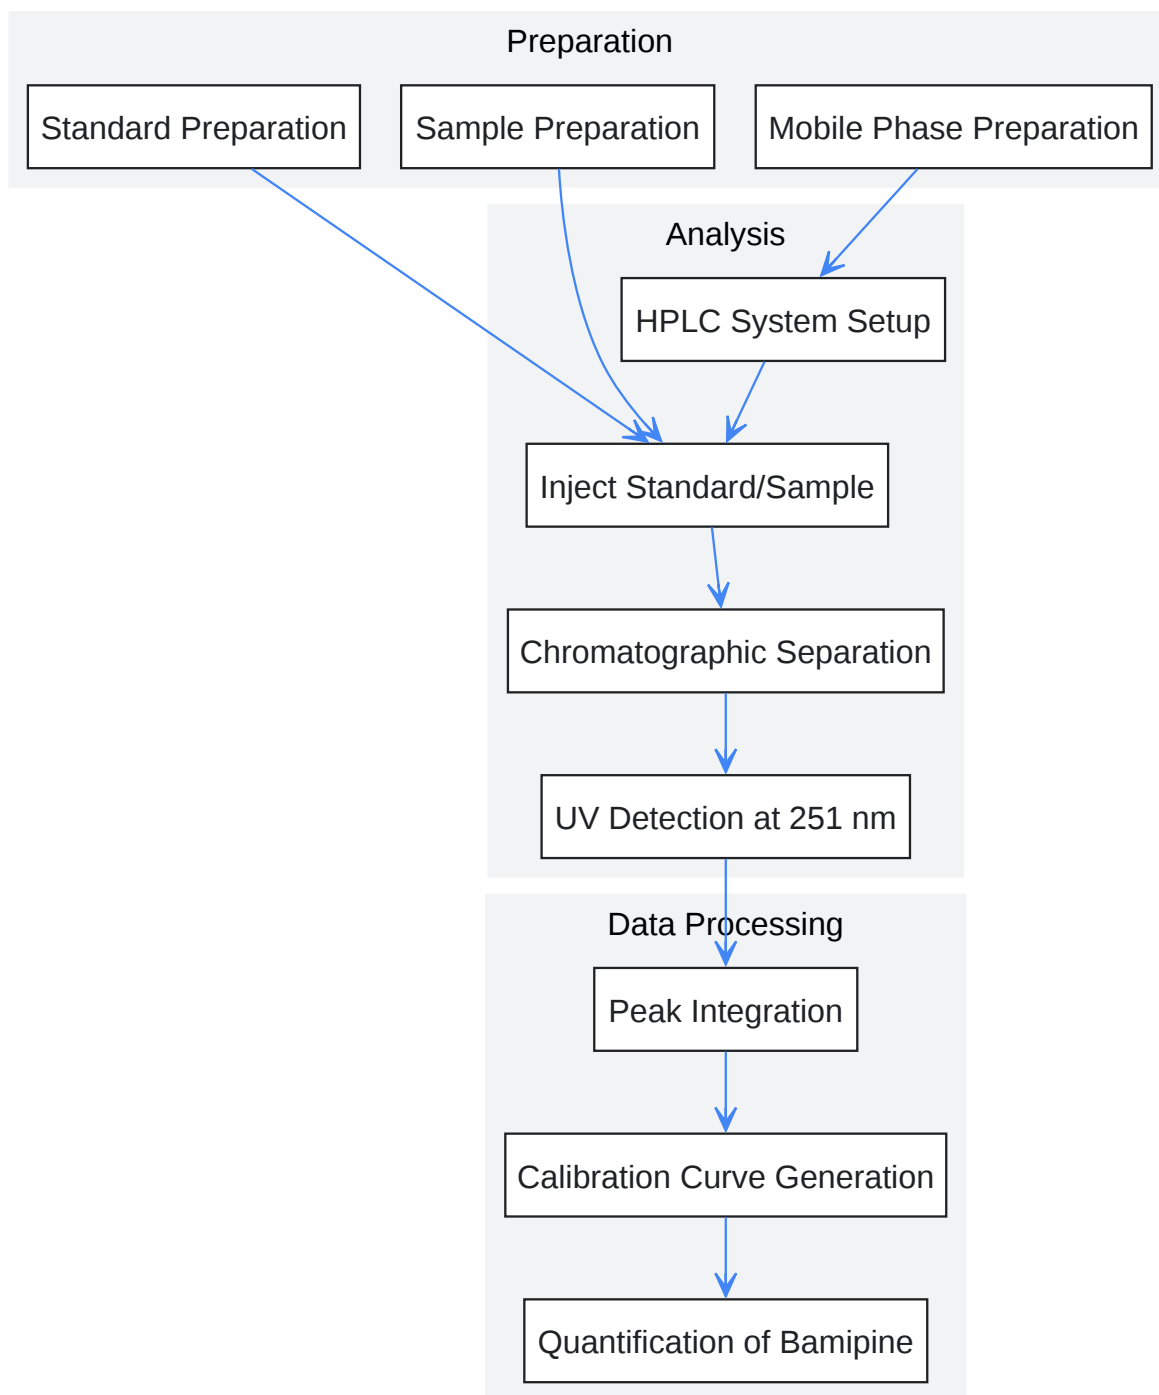 Preparation
Standard Preparation
Sample Preparation
Mobile Phase Preparation
Analysis
HPLC System Setup
Inject Standard/Sample
Chromatographic Separation
UV Detection at 251 nm
Data Processing
Peak Integration
Calibration Curve Generation
Quantification of Bamipine